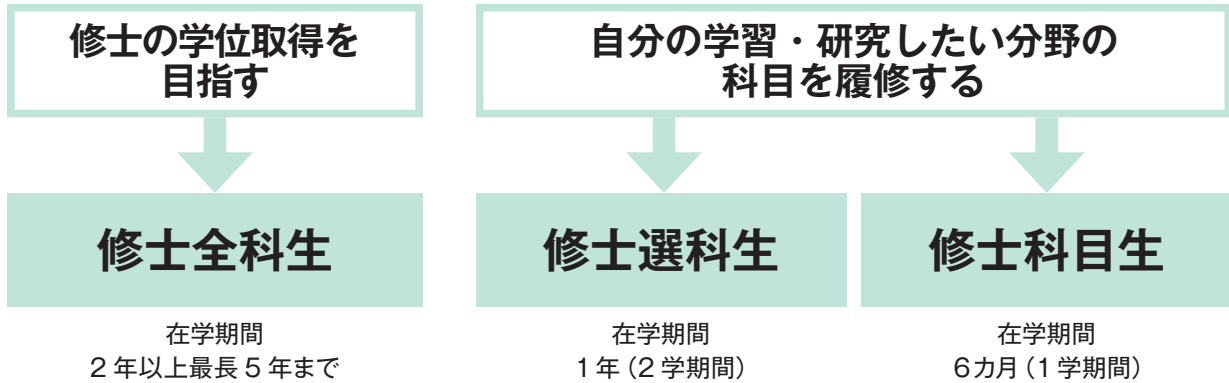 修士の学位取得を
目指す
自分の学習・研究したい分野の
科目を履修する
修士全科生
修士選科生
修士科目生
在学期間
2年以上最長5年まで
在学期間
1年（2学期間）
在学期間
6カ月（1学期間）